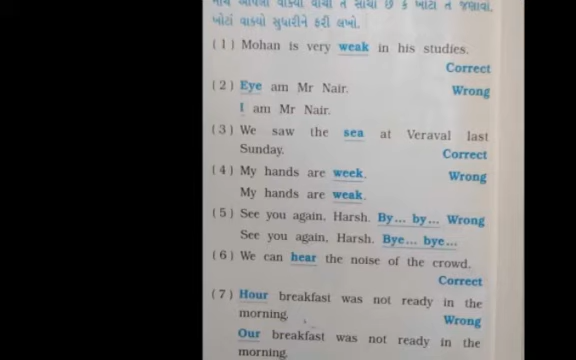 નીચે આપેલાં વાક્યો વાંચી તે સાચાં છે કે ખોટાં તે જણાવો.
ખોટાં વાક્યો સુધારીને ફરી લખો.
(1) Mohan is very weak in his studies.
Correct
(2) Eye am Mr Nair. Wrong
I am Mr Nair.
(3) We saw the sea at Veraval last
Sunday. Correct
(4) My hands are week. Wrong
My hands are weak.
(5) See you again, Harsh. By... by... Wrong
See you again, Harsh. Bye... bye...
(6) We can hear the noise of the crowd.
Correct
(7) Hour breakfast was not ready in the
morning. Wrong
Our breakfast was not ready in the
morning.